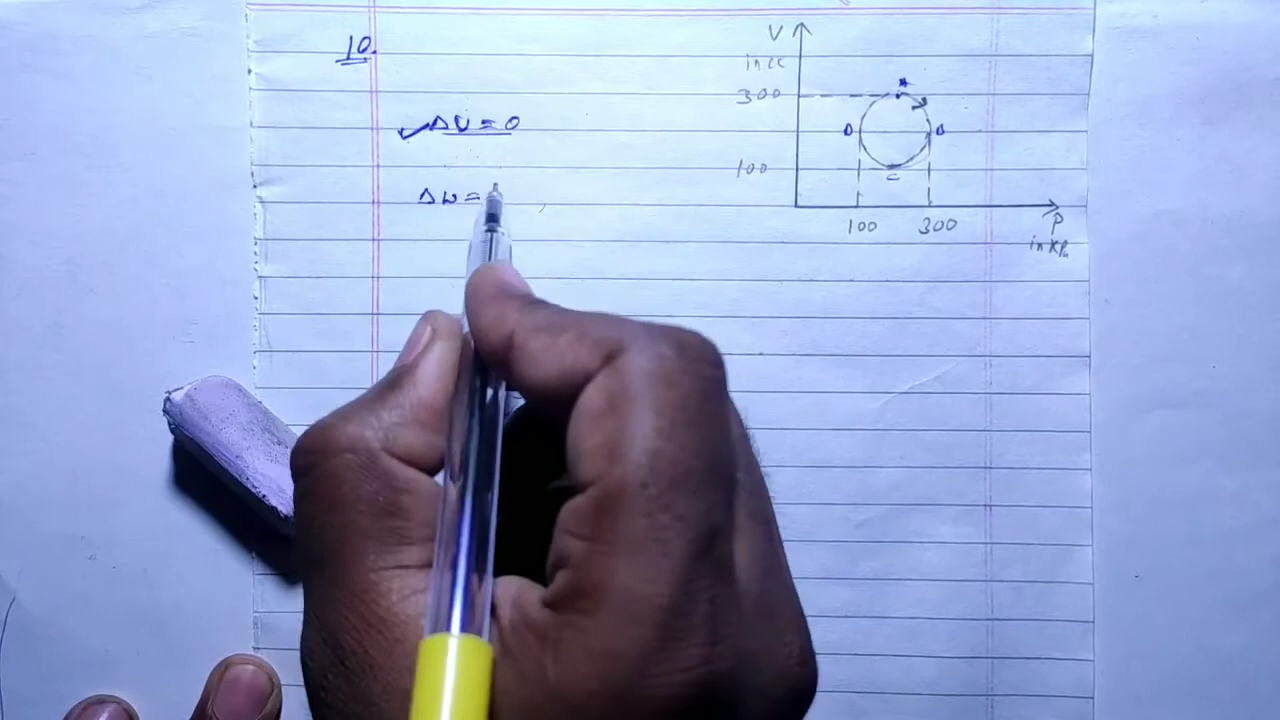 10.
ΔU = 0
ΔW =
V
in cc
300
A
D
B
100
C
100
300
P
in kPa